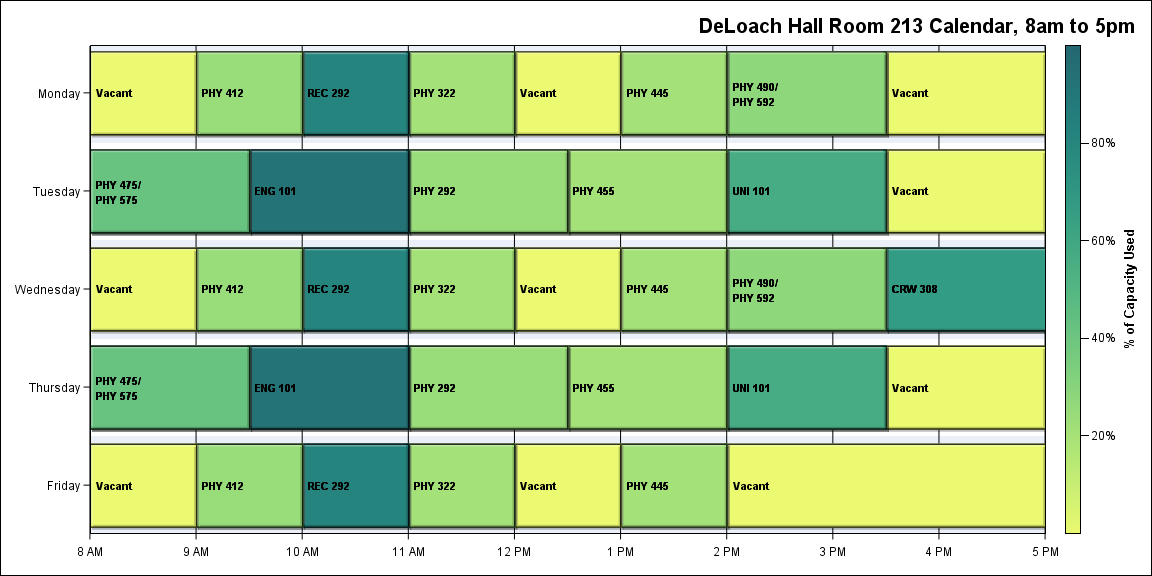 DeLoach Hall Room 213 Calendar, 8am to 5pm
Monday
Vacant
PHY 412
REC 292
PHY 322
Vacant
PHY 445
PHY 490/
PHY 592
Vacant
Tuesday
PHY 475/
PHY 575
ENG 101
PHY 292
PHY 455
UNI 101
Vacant
Wednesday
Vacant
PHY 412
REC 292
PHY 322
Vacant
PHY 445
PHY 490/
PHY 592
CRW 308
Thursday
PHY 475/
PHY 575
ENG 101
PHY 292
PHY 455
UNI 101
Vacant
Friday
Vacant
PHY 412
REC 292
PHY 322
Vacant
PHY 445
Vacant
8 AM
9 AM
10 AM
11 AM
12 PM
1 PM
2 PM
3 PM
4 PM
5 PM
80%
60%
40%
20%
% of Capacity Used